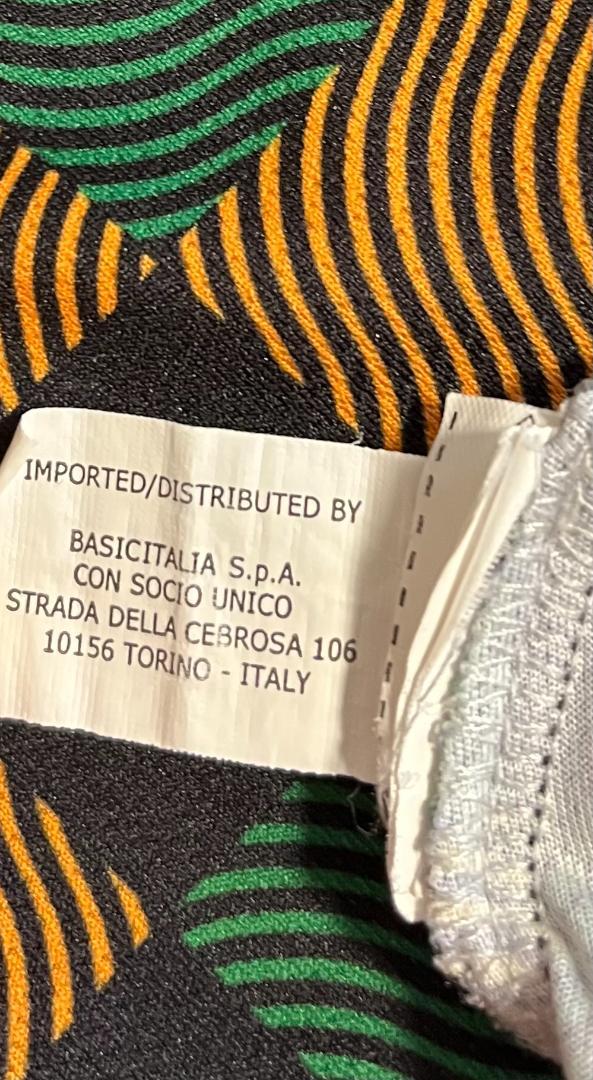 IMPORTED/DISTRIBUTED BY
BASICITALIA S.p.A.
CON SOCIO UNICO
STRADA DELLA CEBROSA 106
10156 TORINO - ITALY